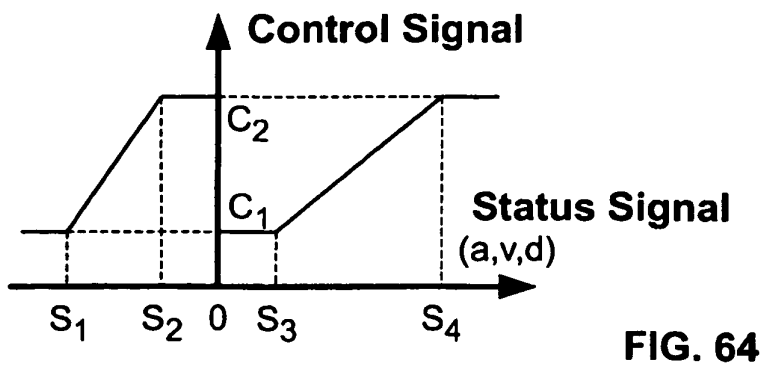 Control Signal
C₂
C₁
Status Signal
(a,v,d)
S₁ S₂ 0 S₃ S₄
FIG. 64